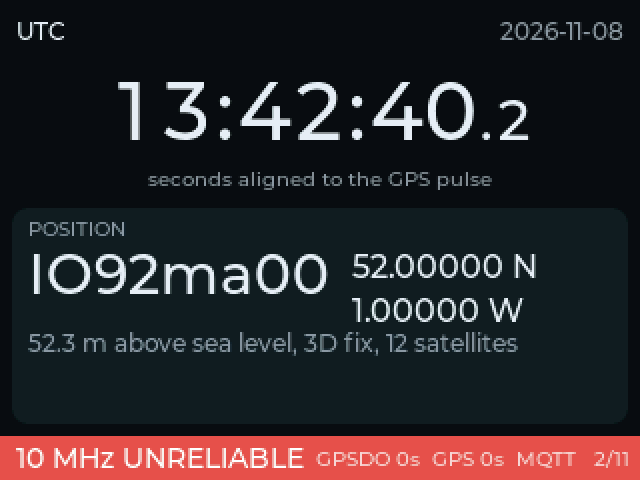 UTC 2026-11-08
13:42:40.2
seconds aligned to the GPS pulse
POSITION
IO92ma00 52.00000 N
1.00000 W
52.3 m above sea level, 3D fix, 12 satellites
10 MHz UNRELIABLE GPSDO 0s GPS 0s MQTT 2/11